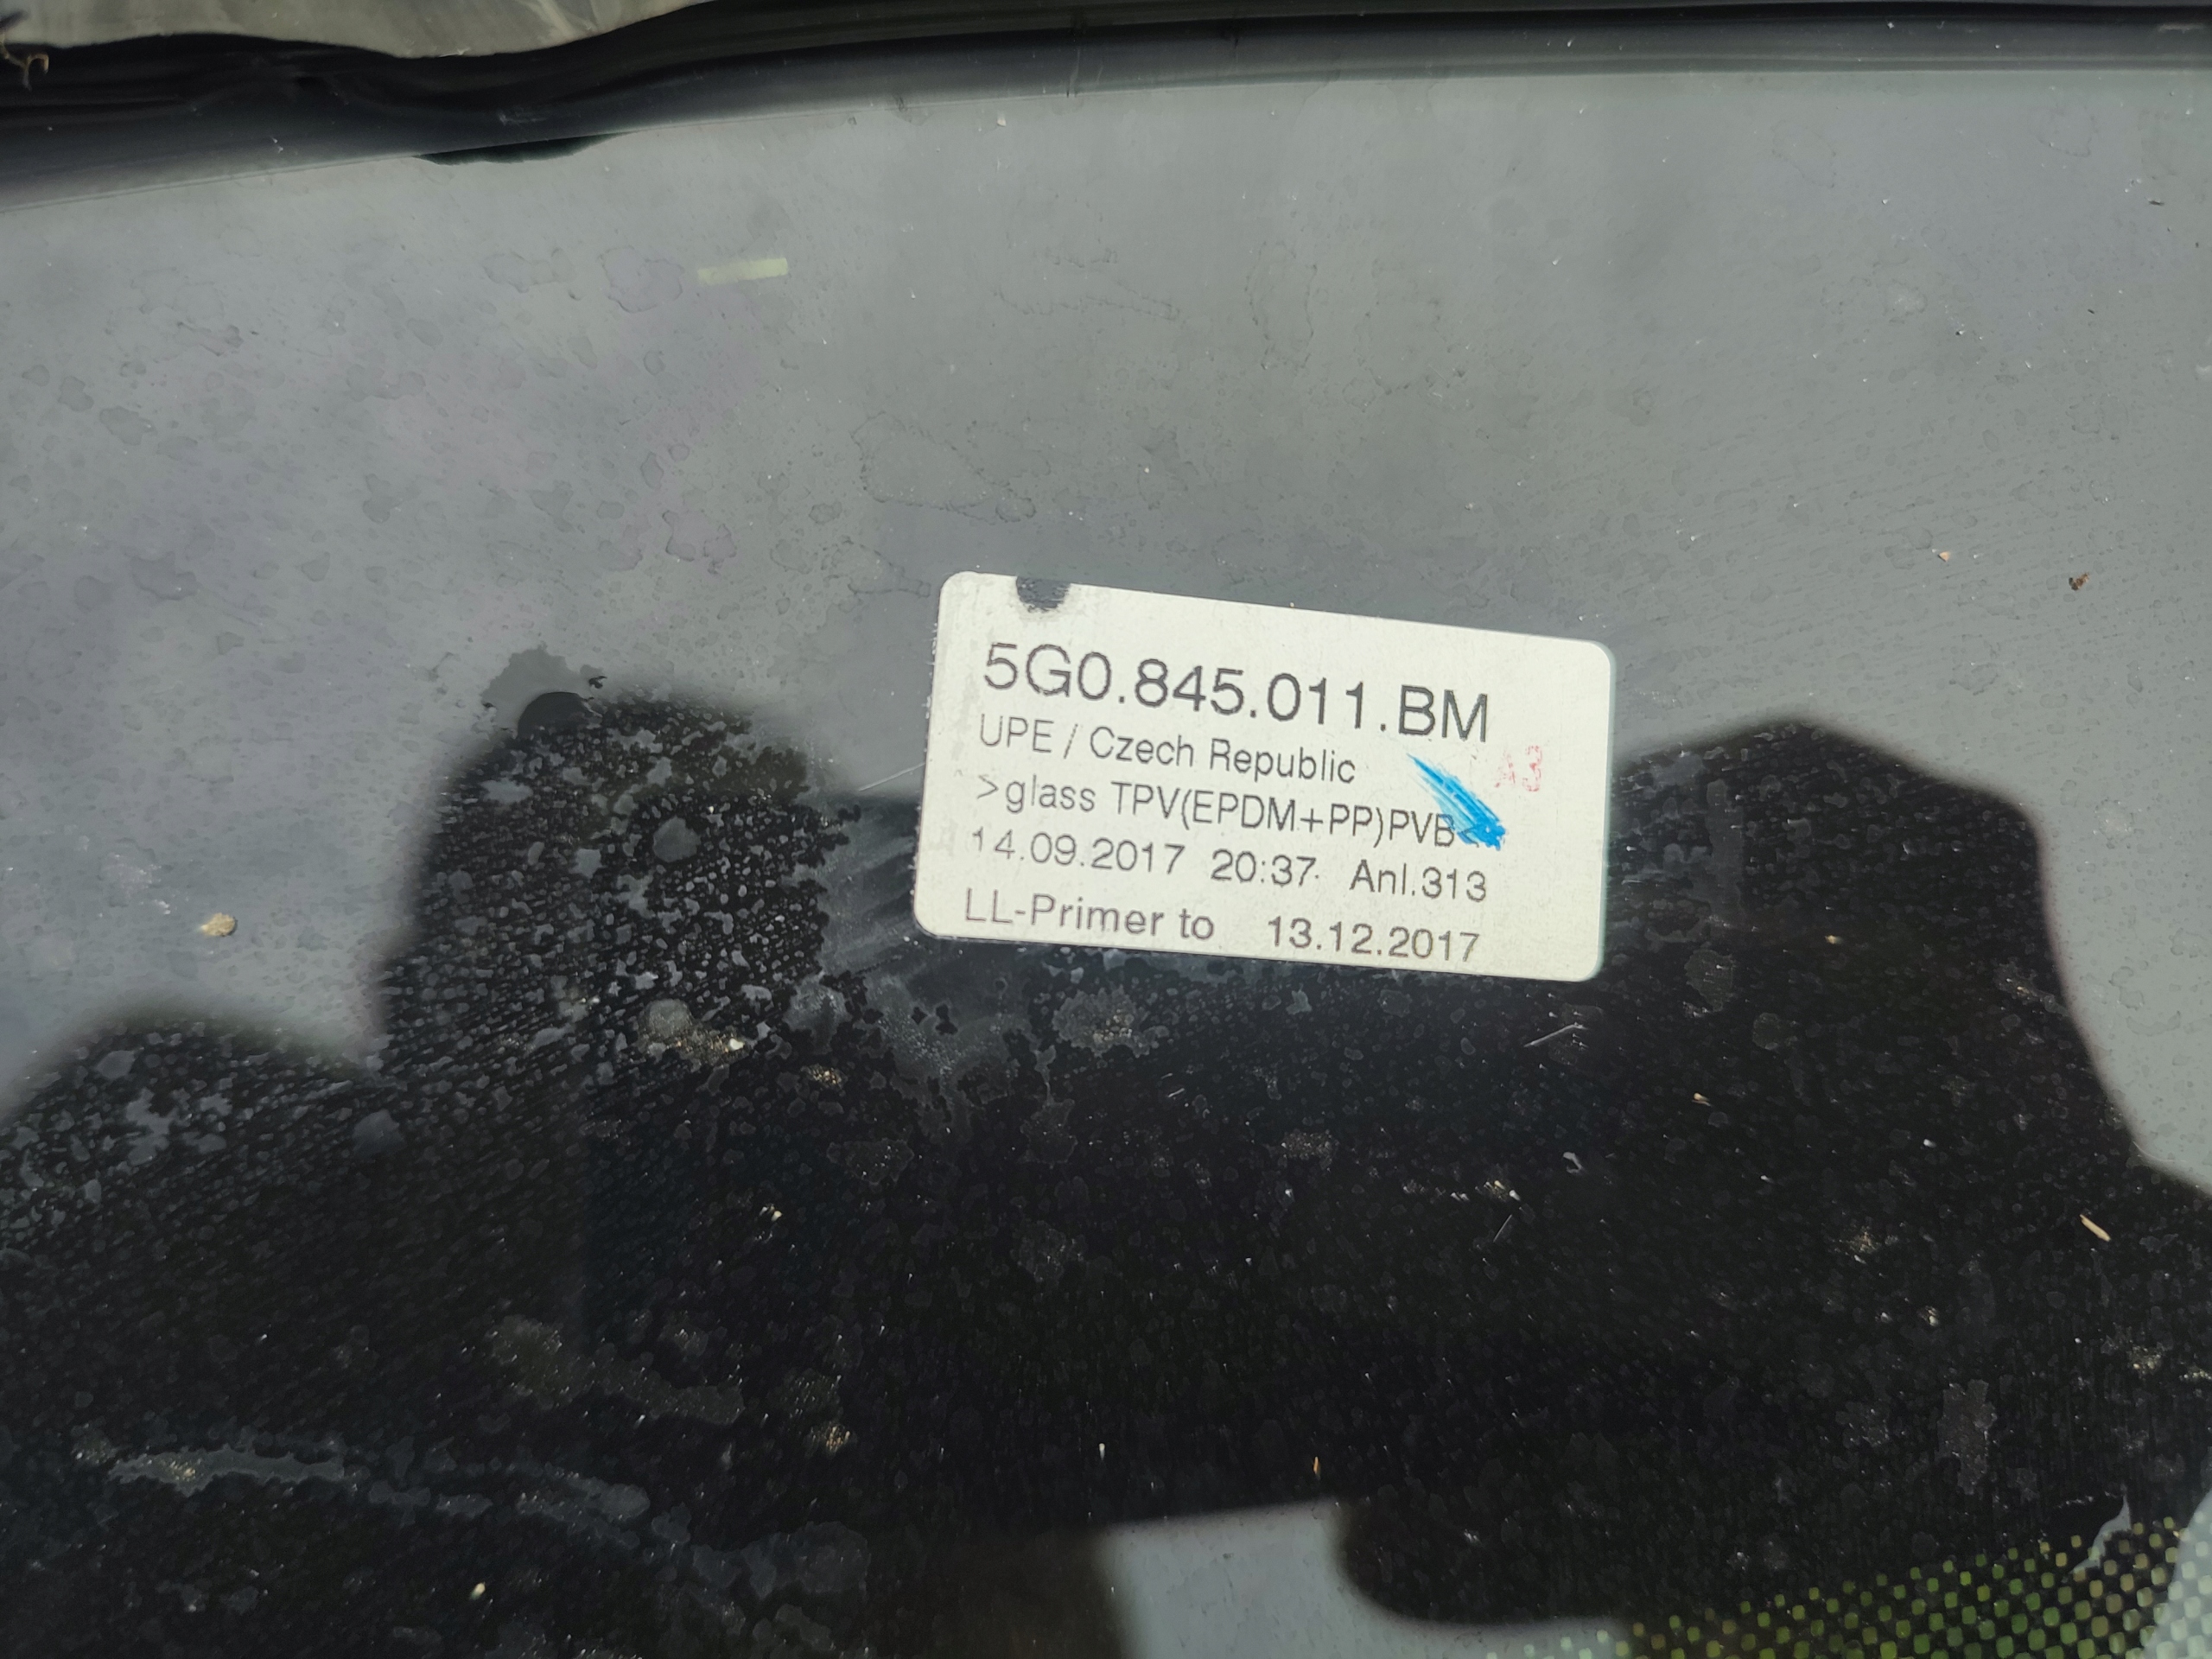 5G0.845.011.BM
UPE / Czech Republic
>glass TPV(EPDM+PP)PVB<
14.09.2017 20:37 Anl.313
LL-Primer to 13.12.2017